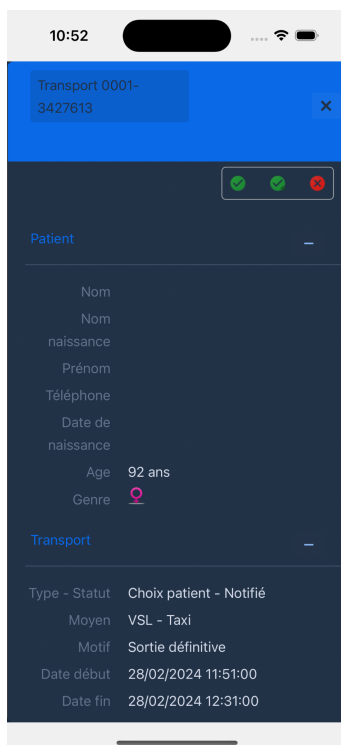 10:52
Transport 0001-
3427613
Patient
Nom
Nom
naissance
Prénom
Téléphone
Date de
naissance
Age 92 ans
Genre
Transport
Type - Statut Choix patient - Notifié
Moyen VSL - Taxi
Motif Sortie définitive
Date début 28/02/2024 11:51:00
Date fin 28/02/2024 12:31:00